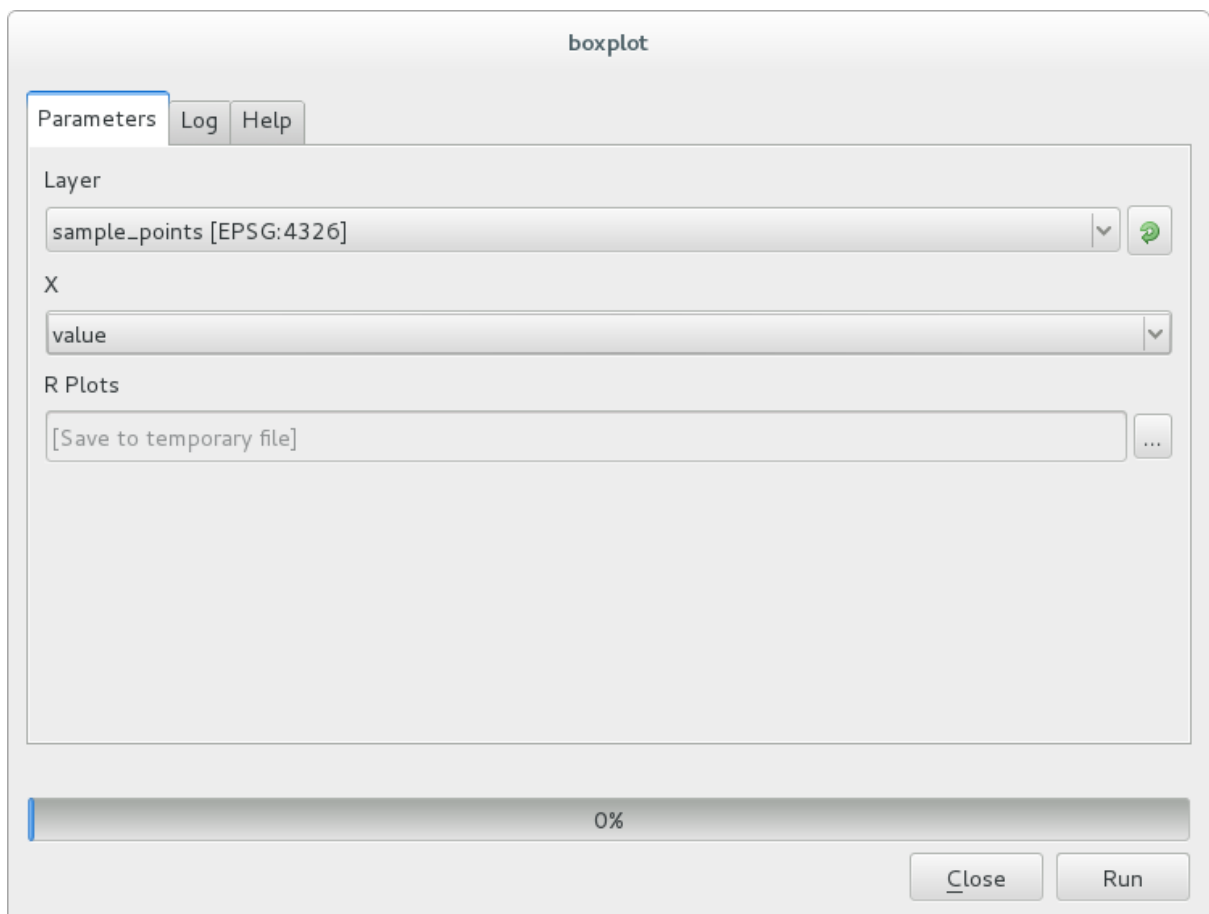 boxplot
Parameters Log Help
Layer
sample_points [EPSG:4326]
X
value
R Plots
[Save to temporary file] ...
0%
Close Run